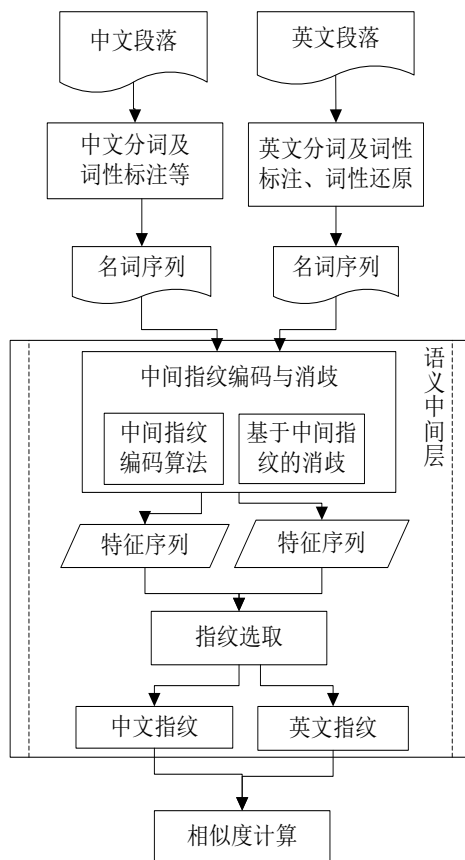 中文段落
英文段落
中文分词及
词性标注等
英文分词及词性
标注、词性还原
名词序列
名词序列
语义中间层
中间指纹编码与消歧
中间指纹
编码算法
基于中间指
纹的消歧
特征序列
特征序列
指纹选取
中文指纹
英文指纹
相似度计算